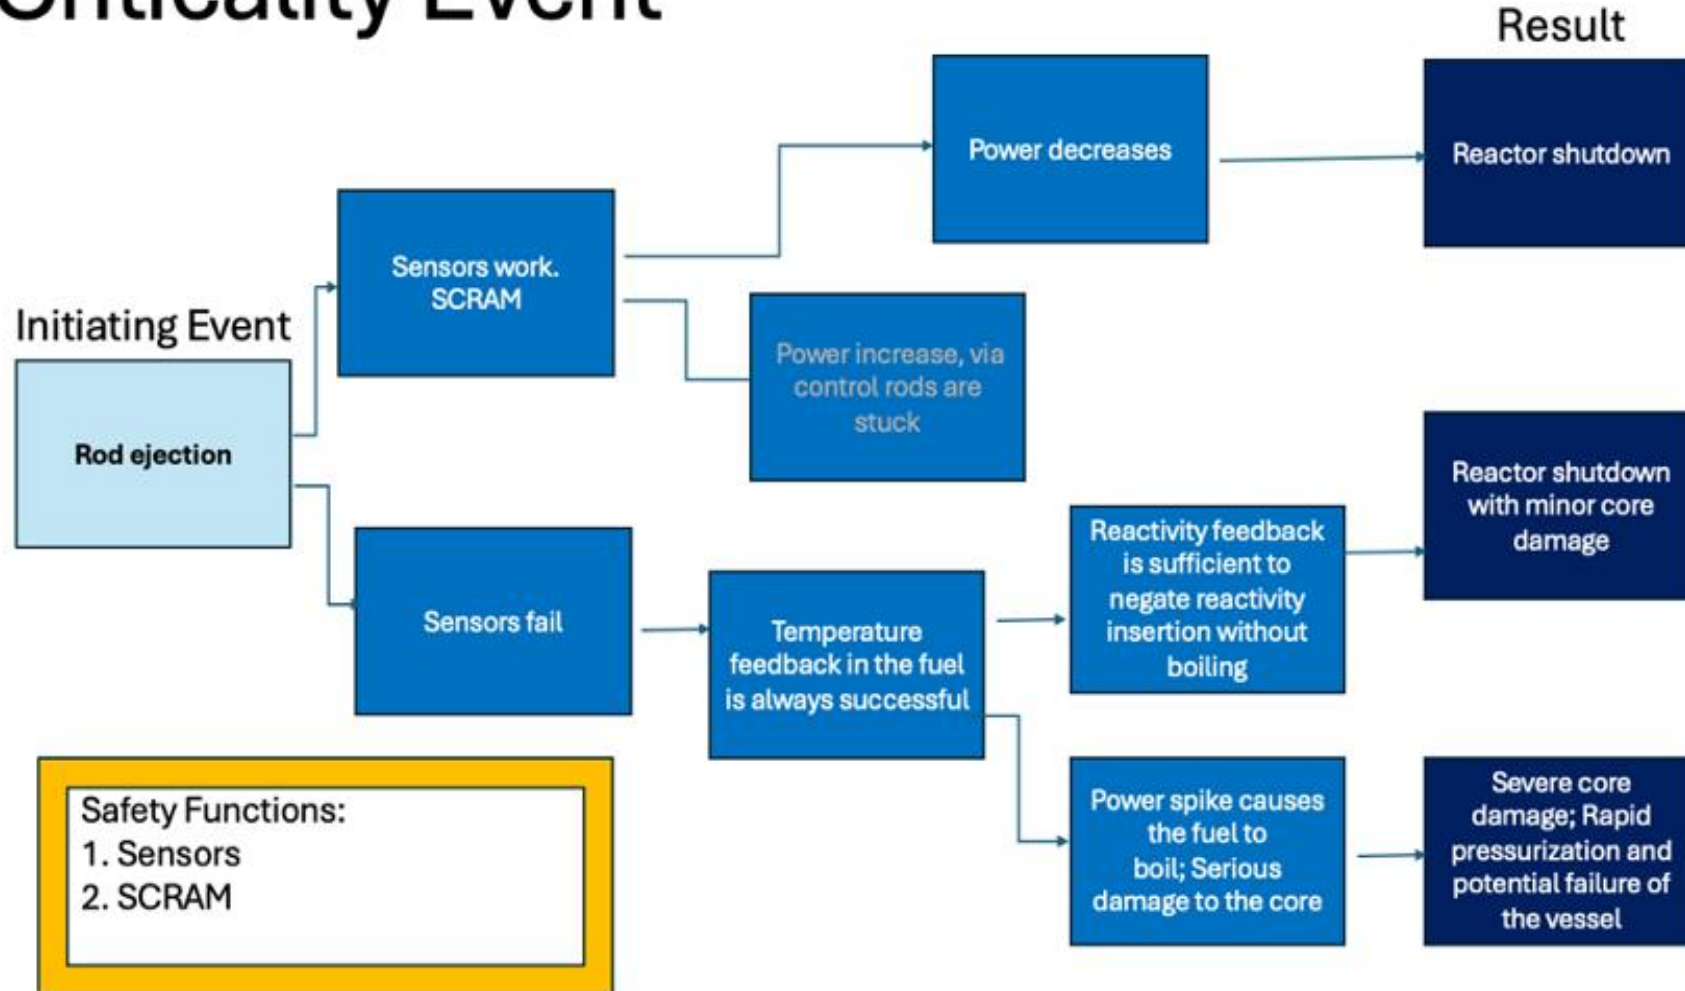 Criticality Event
Result
Power decreases
Reactor shutdown
Sensors work.
SCRAM
Initiating Event
Power increase, via
control rods are
stuck
Rod ejection
Reactor shutdown
with minor core
damage
Reactivity feedback
is sufficient to
negate reactivity
insertion without
boiling
Sensors fail
Temperature
feedback in the fuel
is always successful
Safety Functions:
1. Sensors
2. SCRAM
Power spike causes
the fuel to
boil; Serious
damage to the core
Severe core
damage; Rapid
pressurization and
potential failure of
the vessel